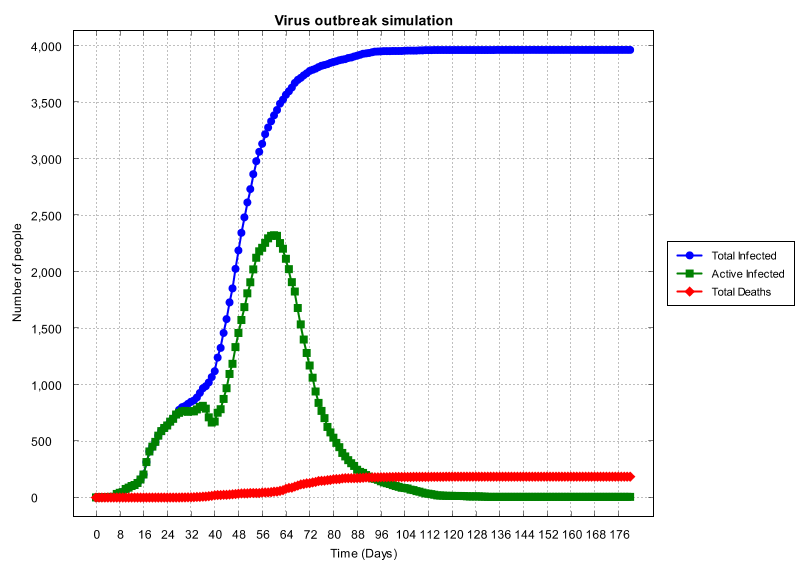 Virus outbreak simulation
Number of people
4,000
3,500
3,000
2,500
2,000
1,500
1,000
500
0
0 8 16 24 32 40 48 56 64 72 80 88 96 104 112 120 128 136 144 152 160 168 176
Time (Days)
Total Infected
Active Infected
Total Deaths